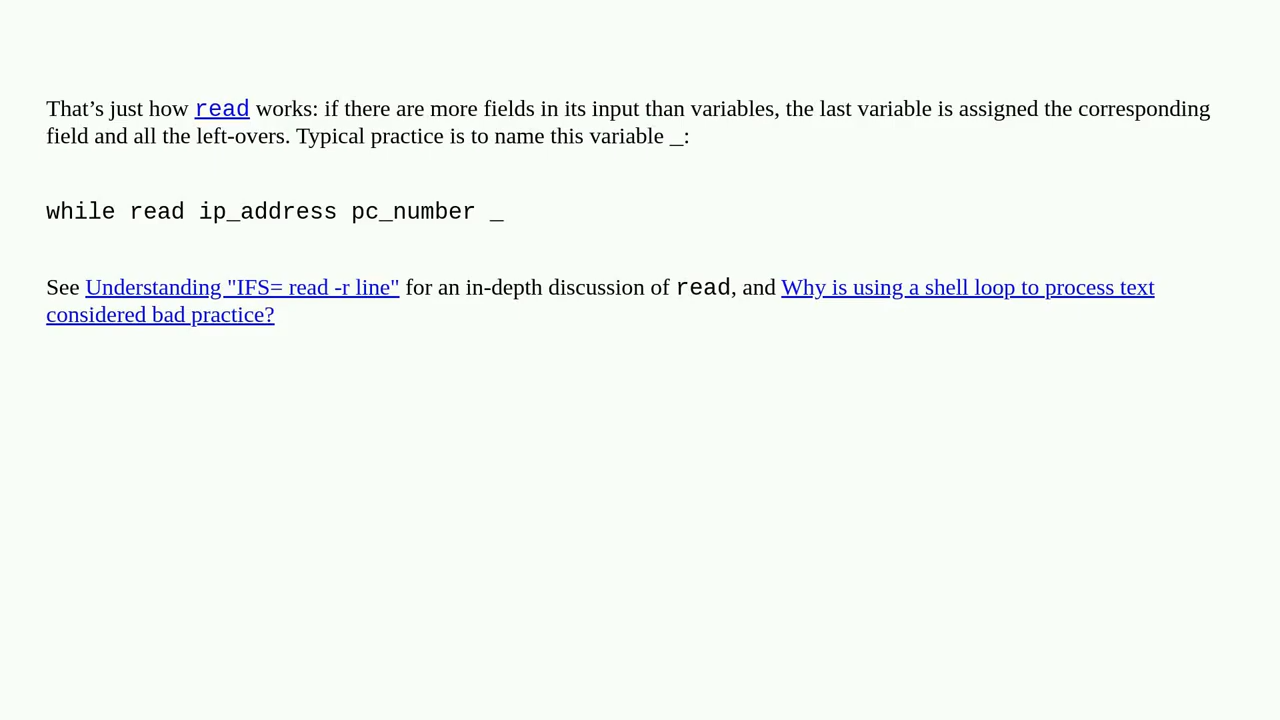 That’s just how read works: if there are more fields in its input than variables, the last variable is assigned the corresponding
field and all the left-overs. Typical practice is to name this variable _:
while read ip_address pc_number _
See Understanding "IFS= read -r line" for an in-depth discussion of read, and Why is using a shell loop to process text
considered bad practice?